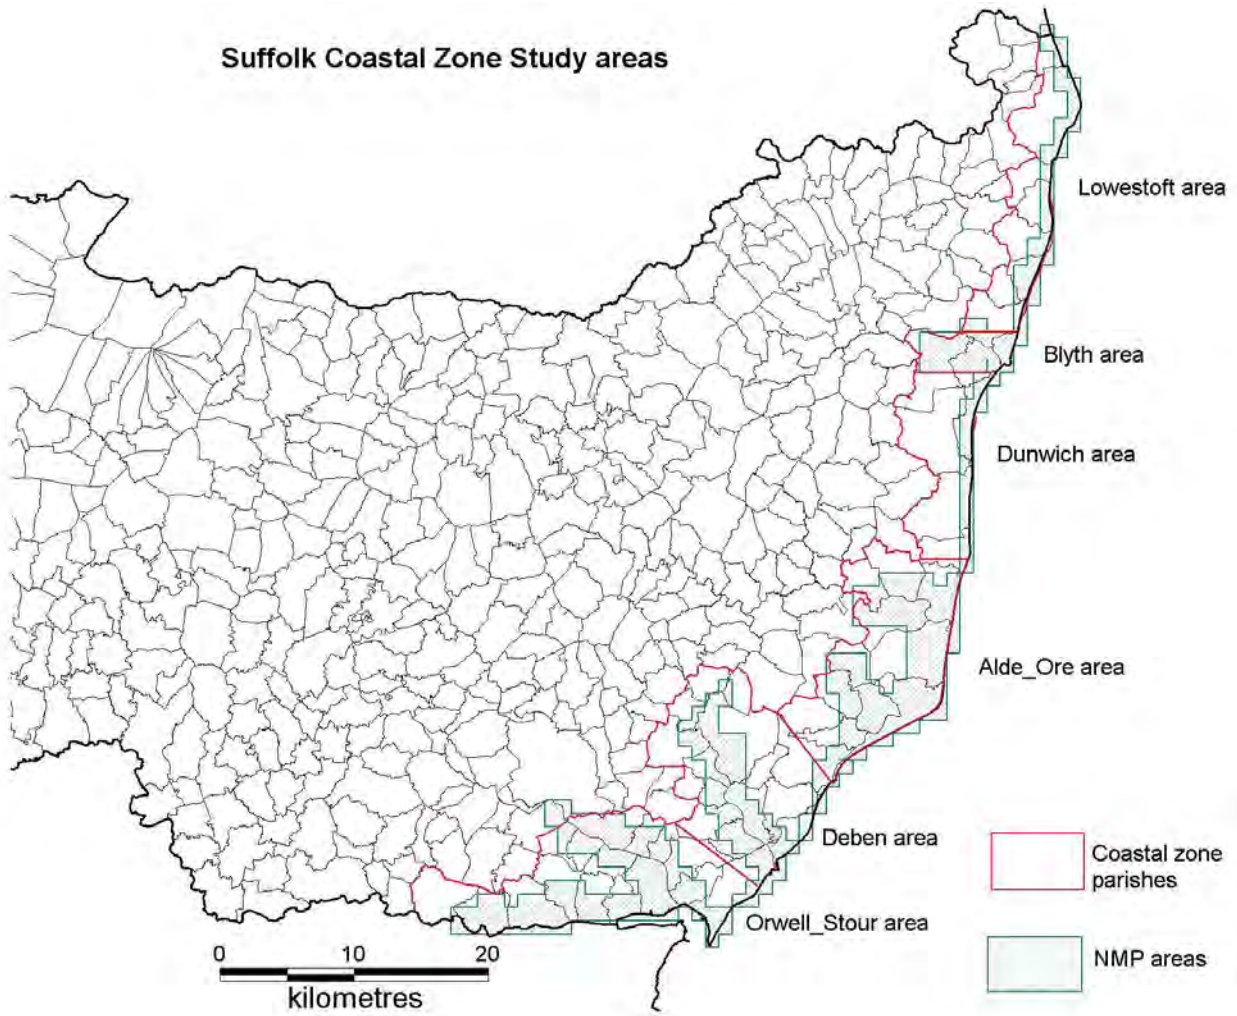 Suffolk Coastal Zone Study areas
Lowestoft area
Blyth area
Dunwich area
Alde_Ore area
Deben area
Orwell_Stour area
Coastal zone
parishes
NMP areas
0 10 20
kilometres